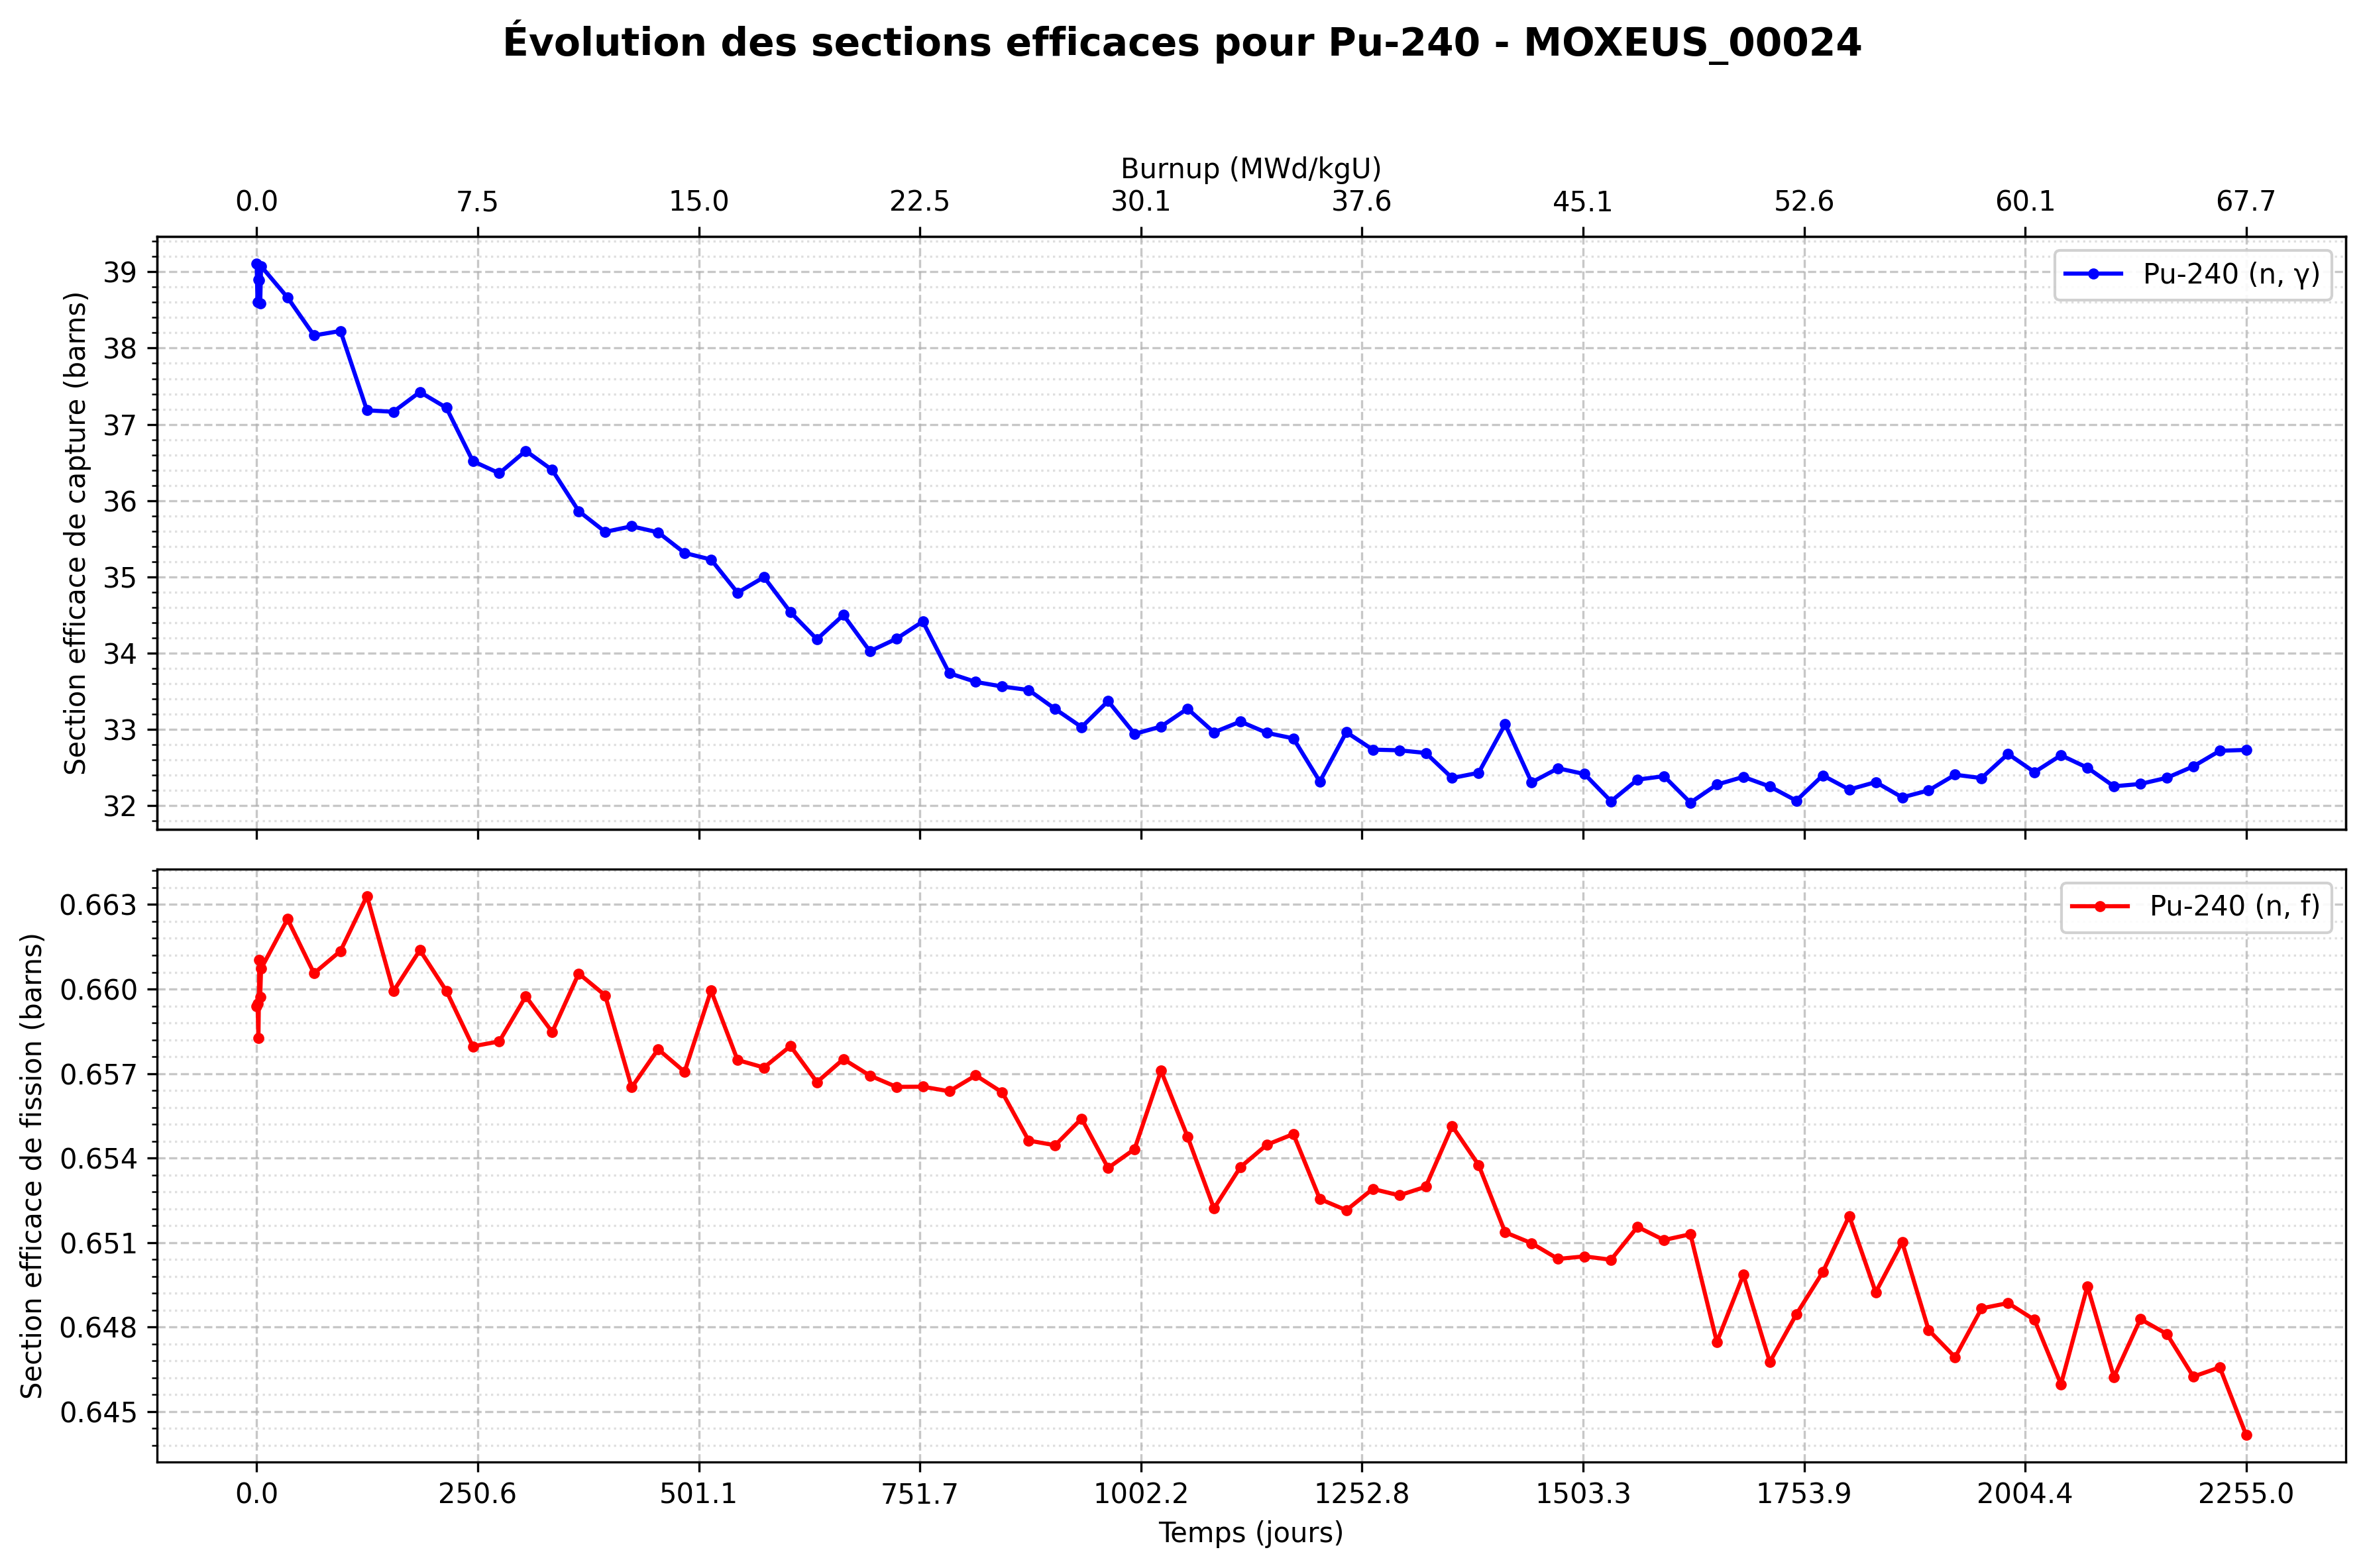 Évolution des sections efficaces pour Pu-240 - MOXEUS_00024
Burnup (MWd/kgU)
0.0 7.5 15.0 22.5 30.1 37.6 45.1 52.6 60.1 67.7
Section efficace de capture (barns)
39
38
37
36
35
34
33
32
Pu-240 (n, γ)
Section efficace de fission (barns)
0.663
0.660
0.657
0.654
0.651
0.648
0.645
Pu-240 (n, f)
0.0 250.6 501.1 751.7 1002.2 1252.8 1503.3 1753.9 2004.4 2255.0
Temps (jours)